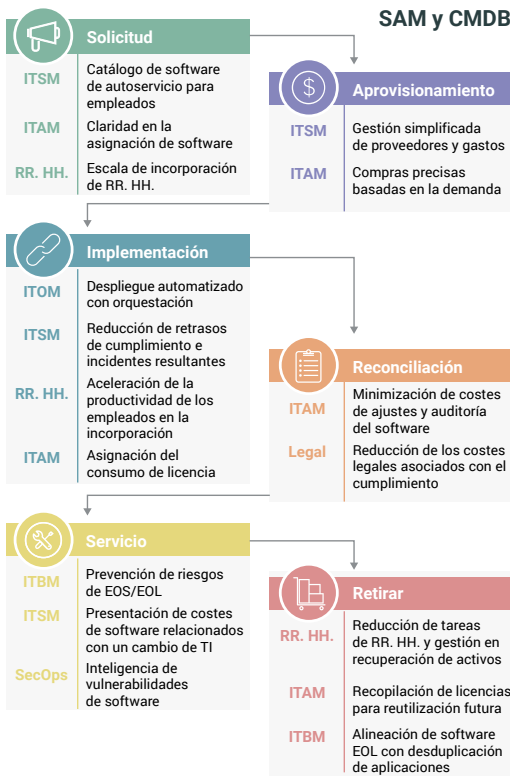 SAM y CMDB
Solicitud
ITSM
Catálogo de software
de autoservicio para
empleados
ITAM
Claridad en la
asignación de software
RR. HH.
Escala de incorporación
de RR. HH.
$
Aprovisionamiento
ITSM
Gestión simplificada
de proveedores y gastos
ITAM
Compras precisas
basadas en la demanda
Implementación
ITOM
Despliegue automatizado
con orquestación
ITSM
Reducción de retrasos
de cumplimiento e
incidentes resultantes
RR. HH.
Aceleración de la
productividad de los
empleados en la
incorporación
ITAM
Asignación del
consumo de licencia
Reconciliación
ITAM
Minimización de costes
de ajustes y auditoría
del software
Legal
Reducción de los costes
legales asociados con el
cumplimiento
Servicio
ITBM
Prevención de riesgos
de EOS/EOL
ITSM
Presentación de costes
de software relacionados
con un cambio de TI
SecOps
Inteligencia de
vulnerabilidades
de software
Retirar
RR. HH.
Reducción de tareas
de RR. HH. y gestión en
recuperación de activos
ITAM
Recopilación de licencias
para reutilización futura
ITBM
Alineación de software
EOL con desduplicación
de aplicaciones